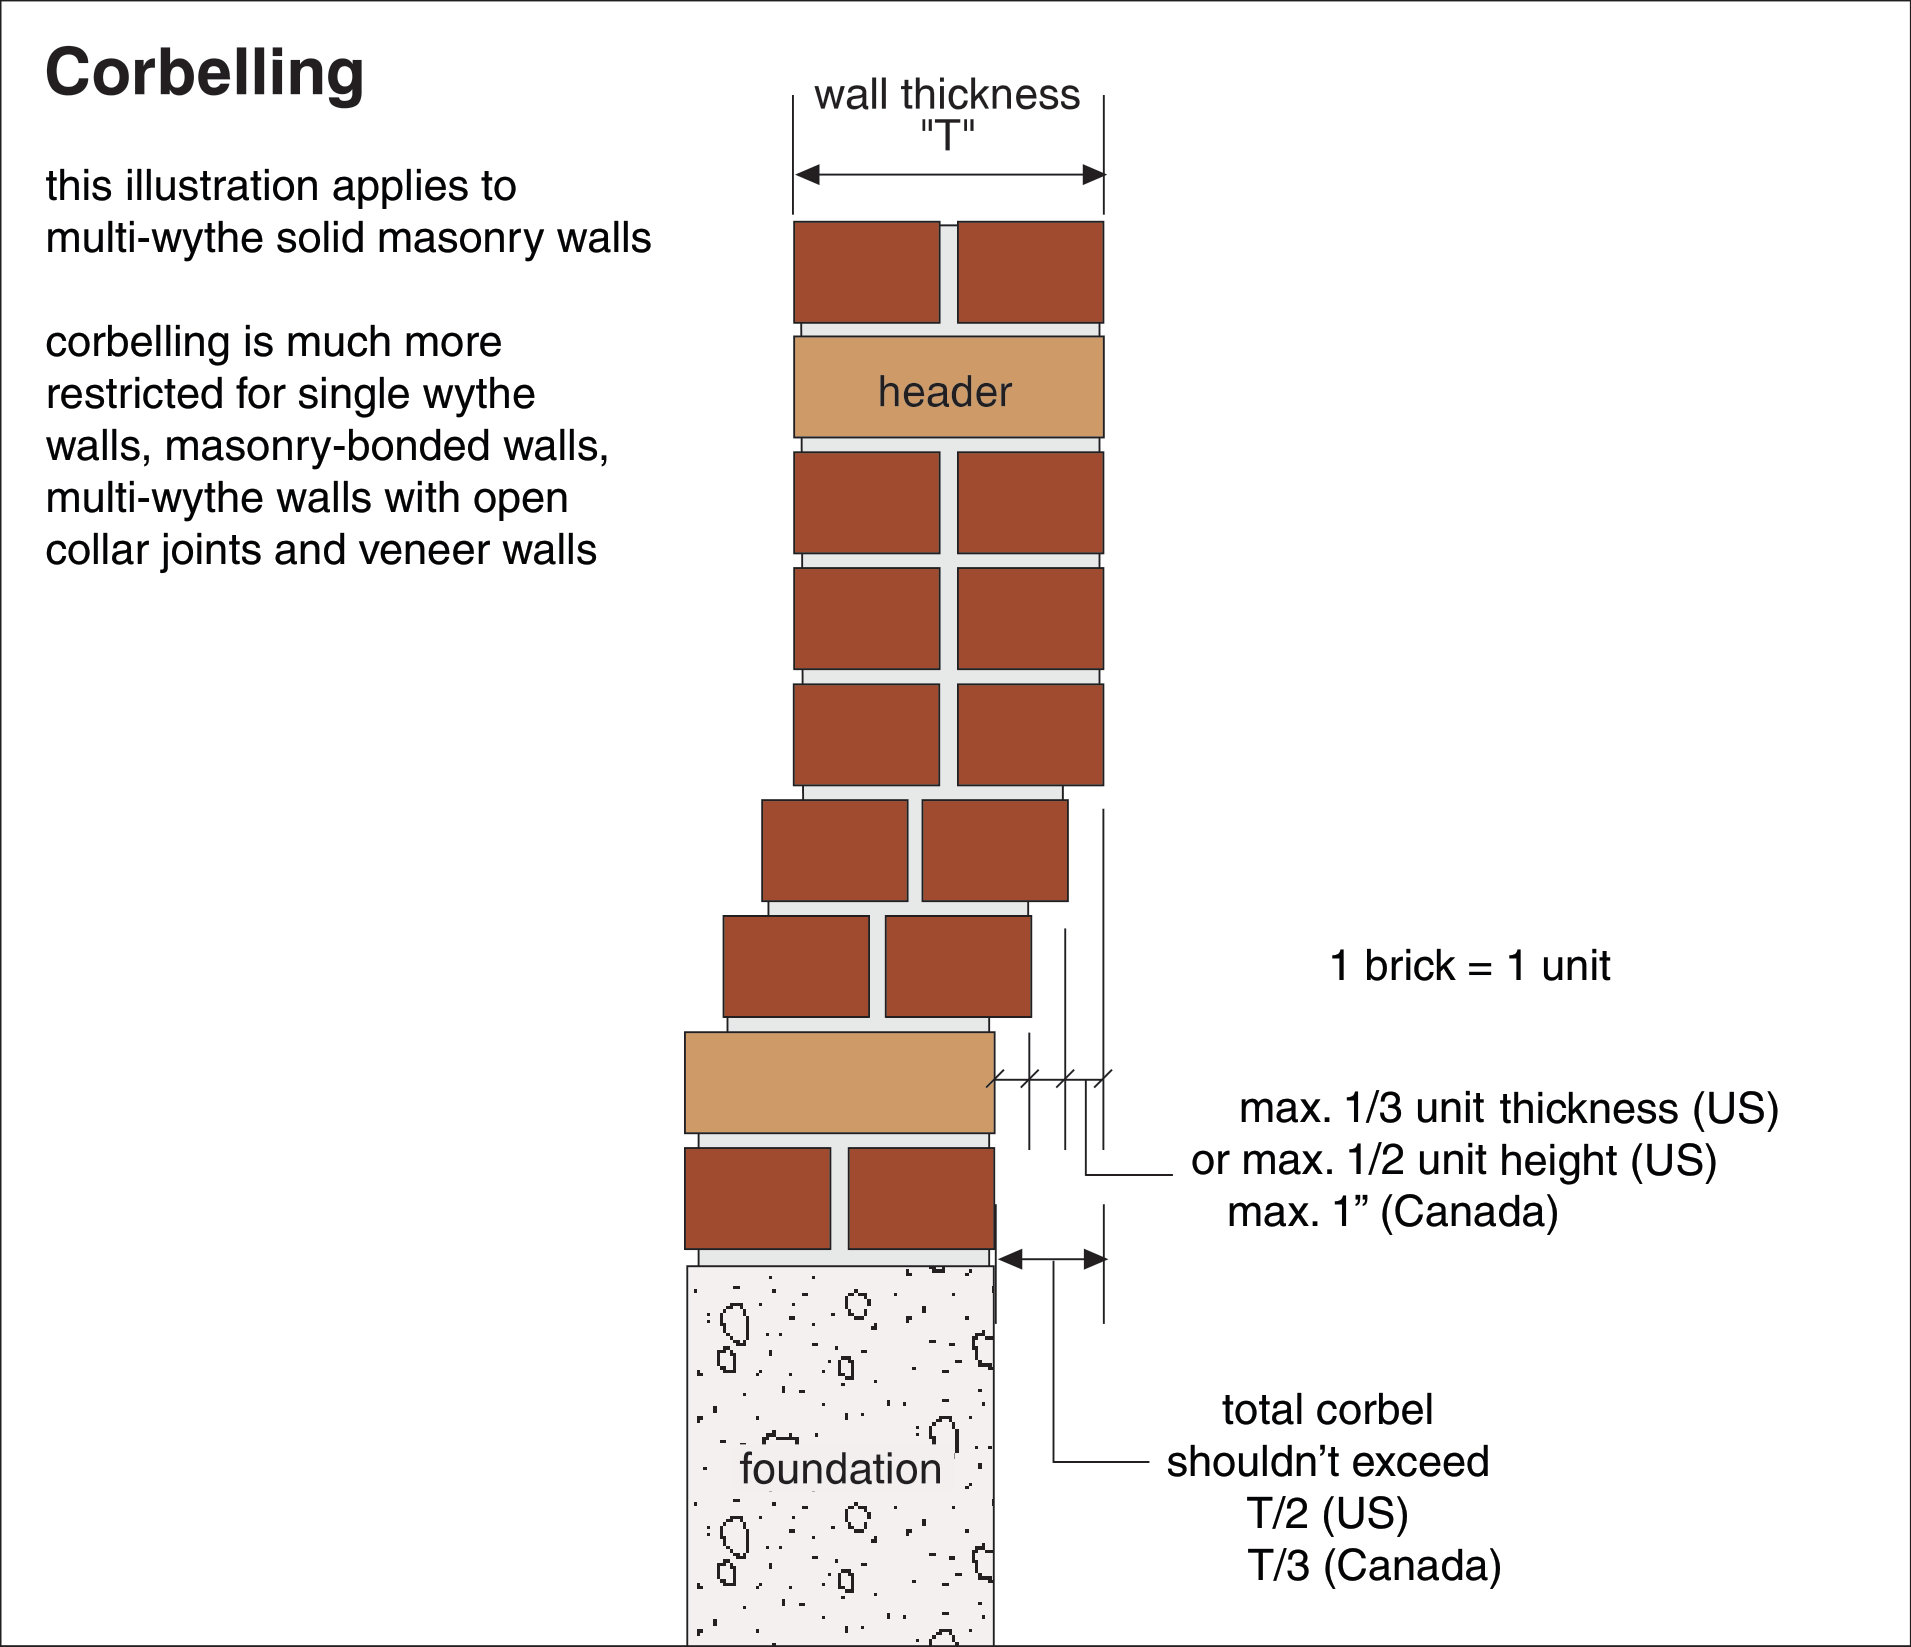 Corbelling
this illustration applies to
multi-wythe solid masonry walls
corbelling is much more
restricted for single wythe
walls, masonry-bonded walls,
multi-wythe walls with open
collar joints and veneer walls
wall thickness
"T"
header
1 brick = 1 unit
max. 1/3 unit thickness (US)
or max. 1/2 unit height (US)
max. 1” (Canada)
total corbel
shouldn’t exceed
T/2 (US)
T/3 (Canada)
foundation